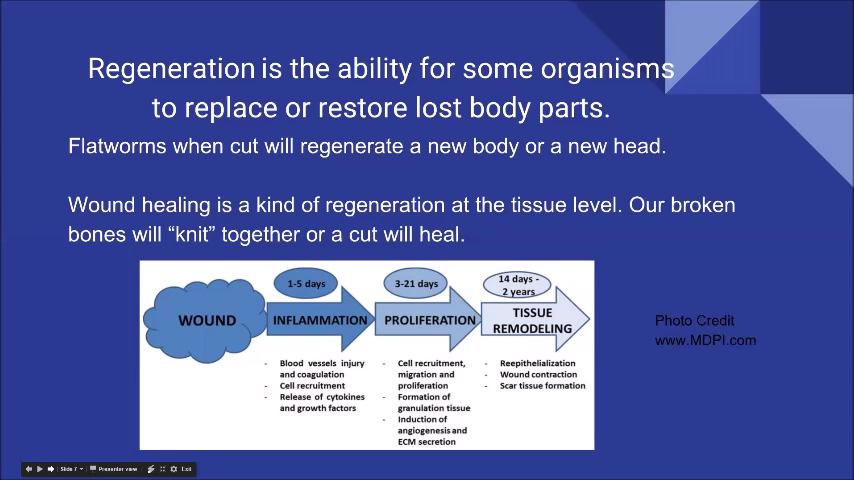 Regeneration is the ability for some organisms
to replace or restore lost body parts.
Flatworms when cut will regenerate a new body or a new head.
Wound healing is a kind of regeneration at the tissue level. Our broken
bones will “knit” together or a cut will heal.
WOUND
1-5 days
INFLAMMATION
- Blood vessels injury
and coagulation
- Cell recruitment
- Release of cytokines
and growth factors
3-21 days
PROLIFERATION
- Cell recruitment,
migration and
proliferation
- Formation of
granulation tissue
- Induction of
angiogenesis and
ECM secretion
14 days -
2 years
TISSUE
REMODELING
- Reepithelialization
- Wound contraction
- Scar tissue formation
Photo Credit
www.MDPI.com
Slide 7
Presenter view
Exit